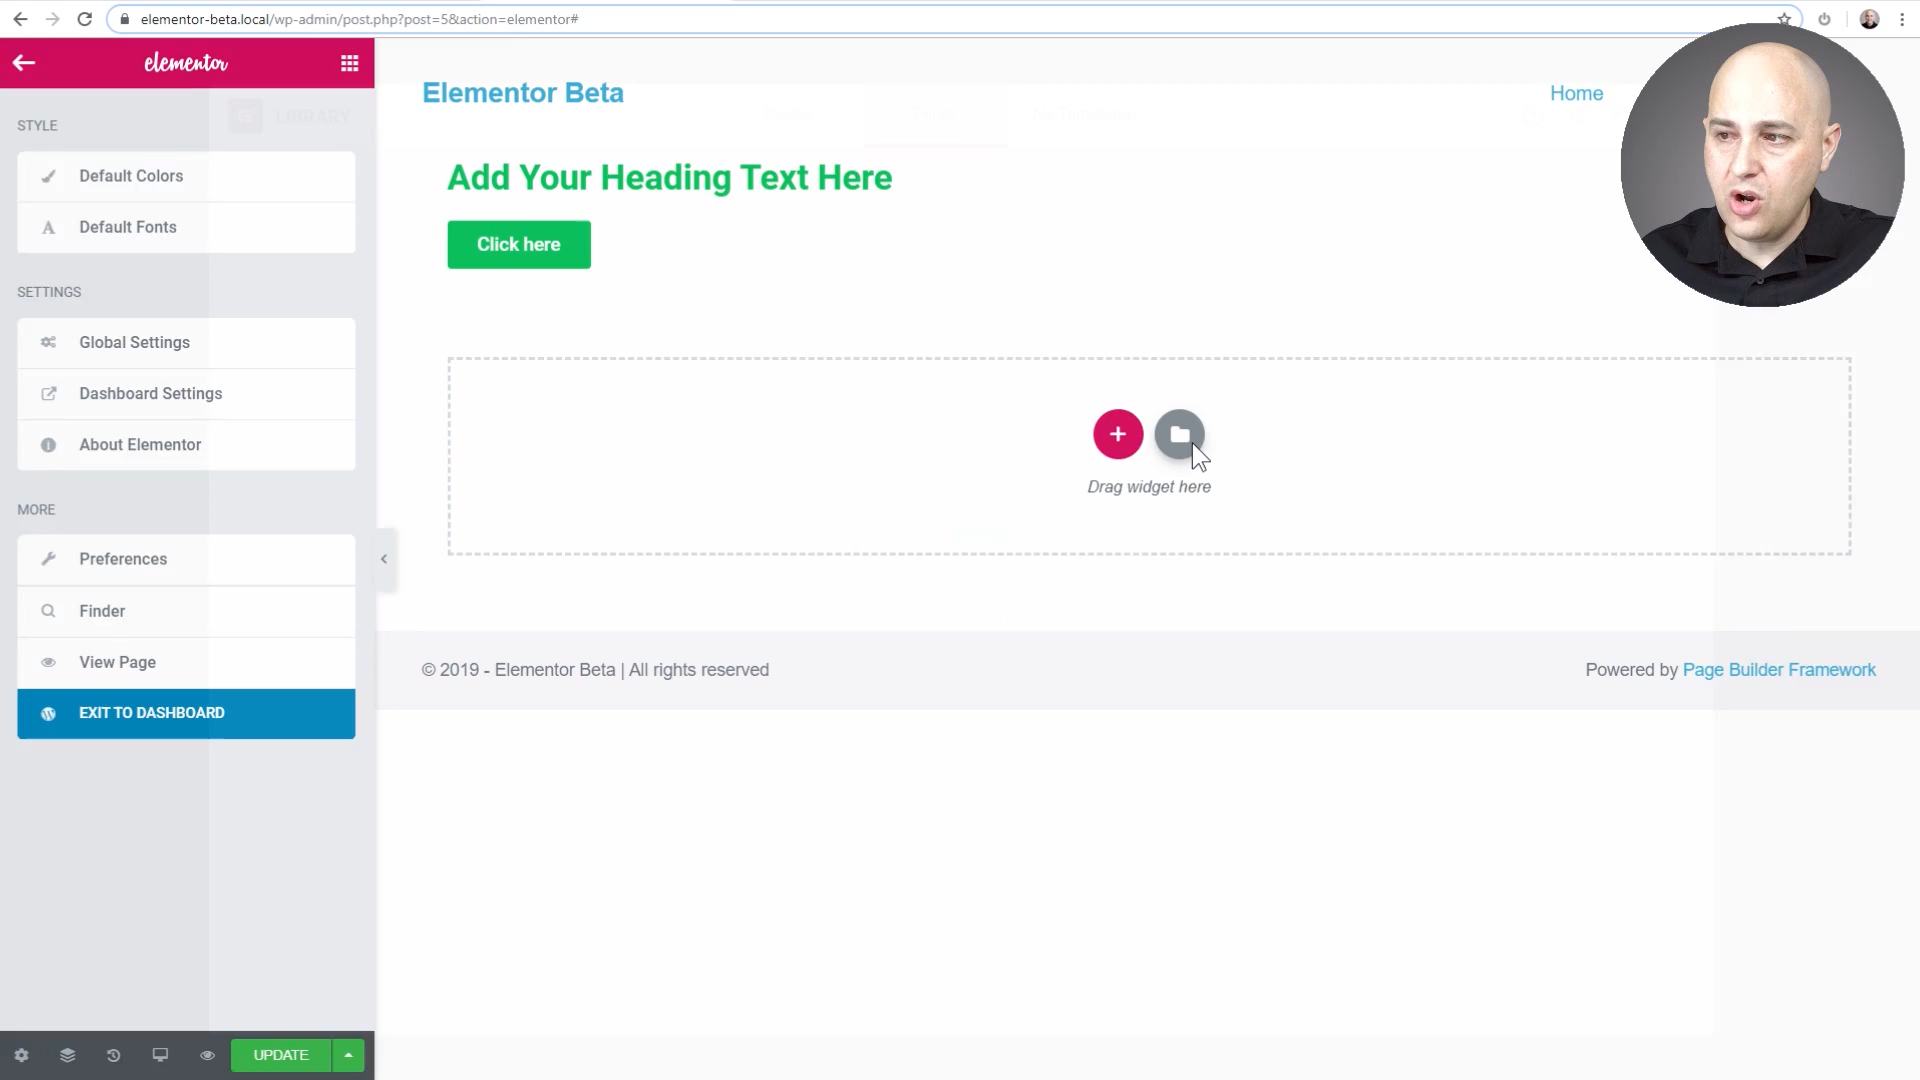 elementor-beta.local/wp-admin/post.php?post=5&action=elementor#
elementor
STYLE
Default Colors
Default Fonts
SETTINGS
Global Settings
Dashboard Settings
About Elementor
MORE
Preferences
Finder
View Page
EXIT TO DASHBOARD
UPDATE
LIBRARY
Elementor Beta
Home
Add Your Heading Text Here
Click here
Drag widget here
© 2019 - Elementor Beta | All rights reserved
Powered by Page Builder Framework